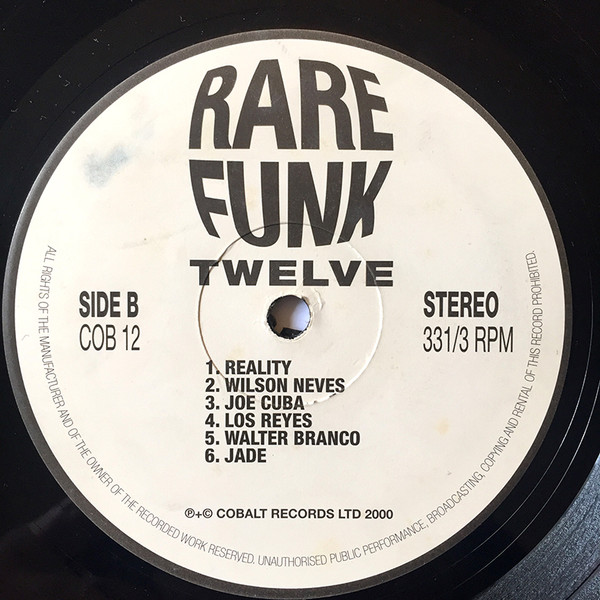 RARE
FUNK
TWELVE
SIDE B
COB 12
STEREO
331/3 RPM
1. REALITY
2. WILSON NEVES
3. JOE CUBA
4. LOS REYES
5. WALTER BRANCO
6. JADE
℗+© COBALT RECORDS LTD 2000
ALL RIGHTS OF THE MANUFACTURER AND OF THE OWNER OF THE RECORDED WORK RESERVED. UNAUTHORISED PUBLIC PERFORMANCE, BROADCASTING, COPYING AND RENTAL OF THIS RECORD PROHIBITED.